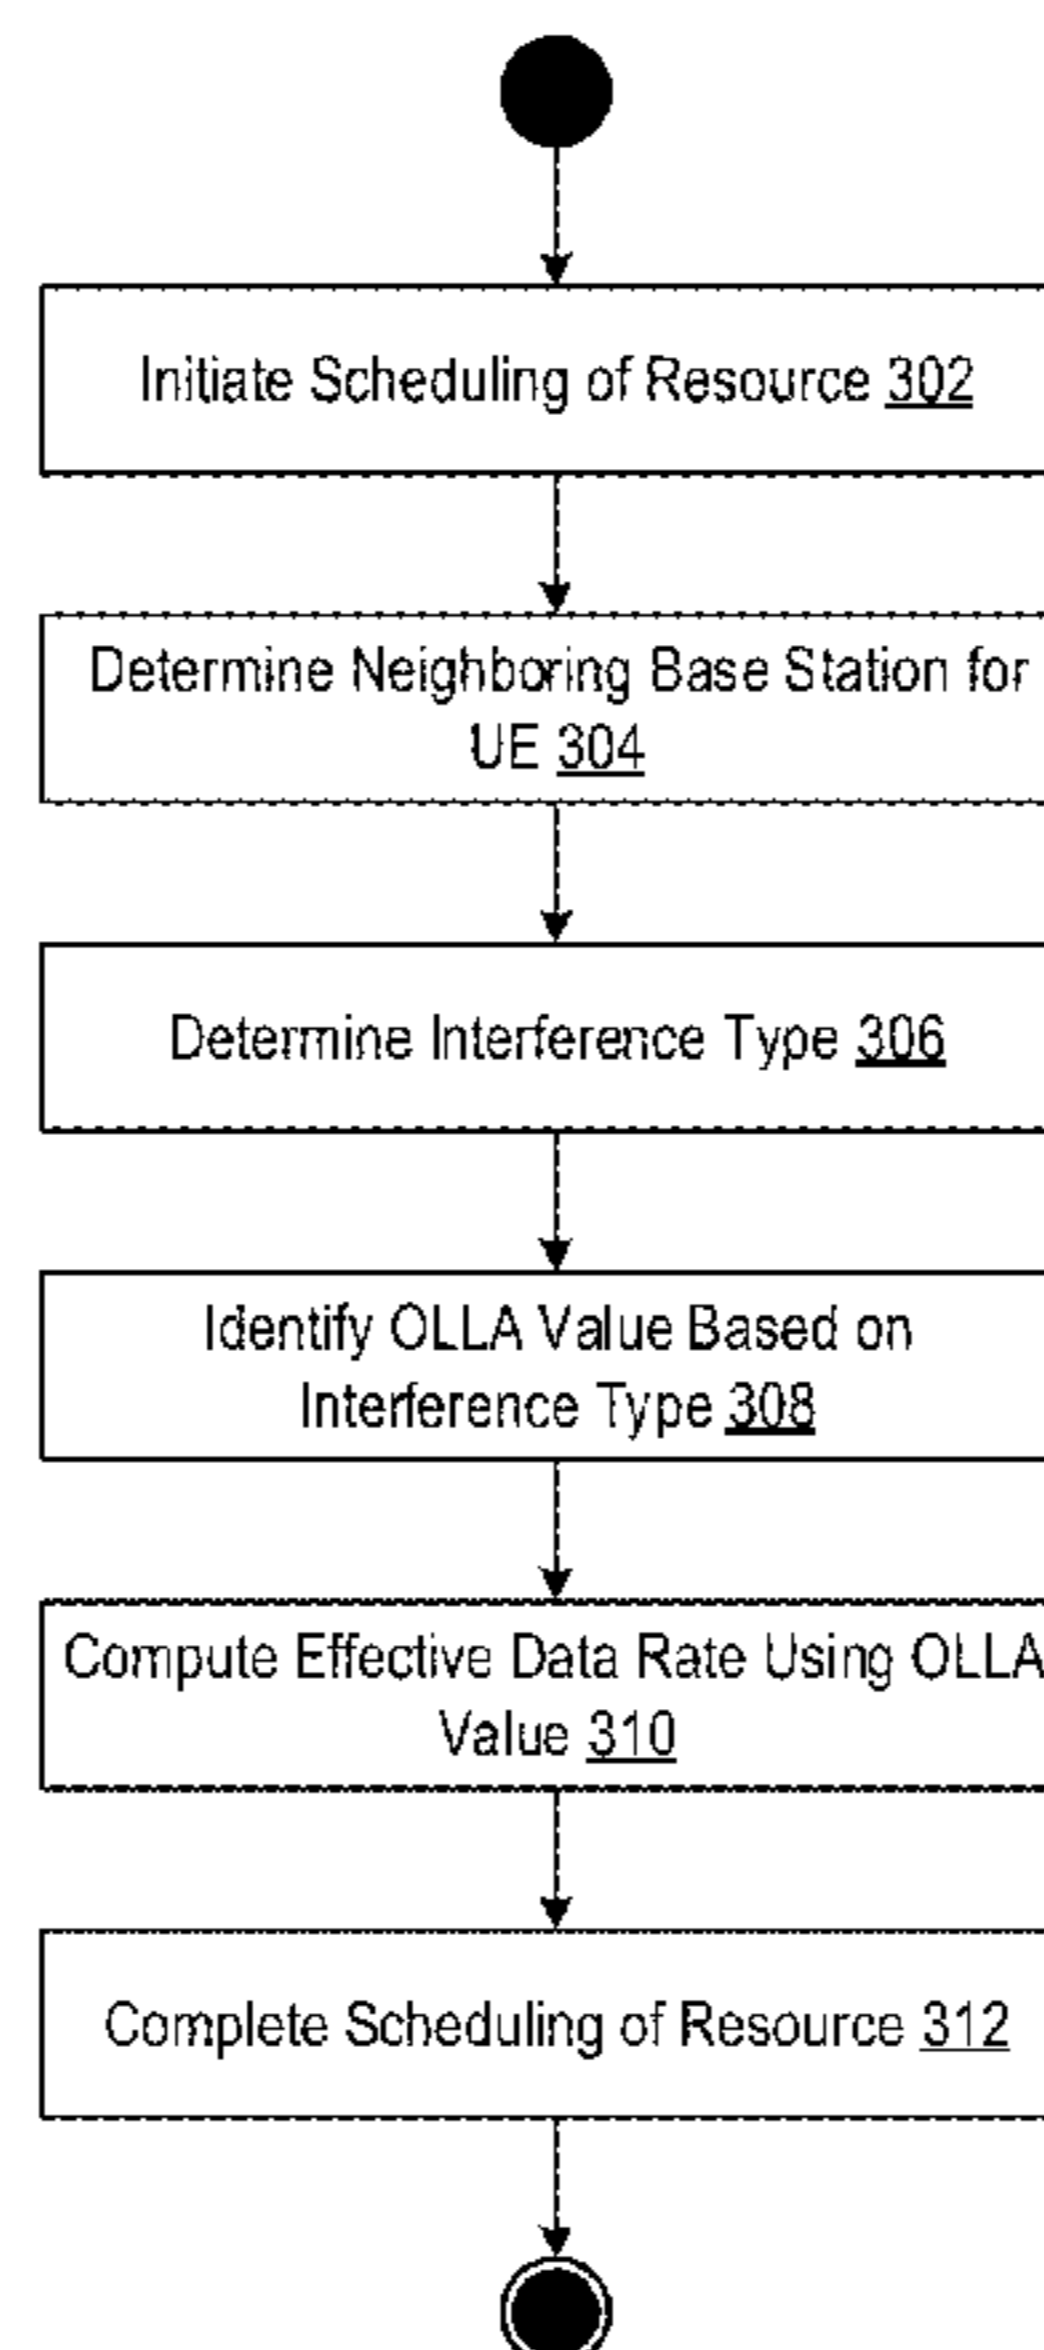 Initiate Scheduling of Resource 302
Determine Neighboring Base Station for
UE 304
Determine Interference Type 306
Identify OLLA Value Based on
Interference Type 308
Compute Effective Data Rate Using OLLA
Value 310
Complete Scheduling of Resource 312